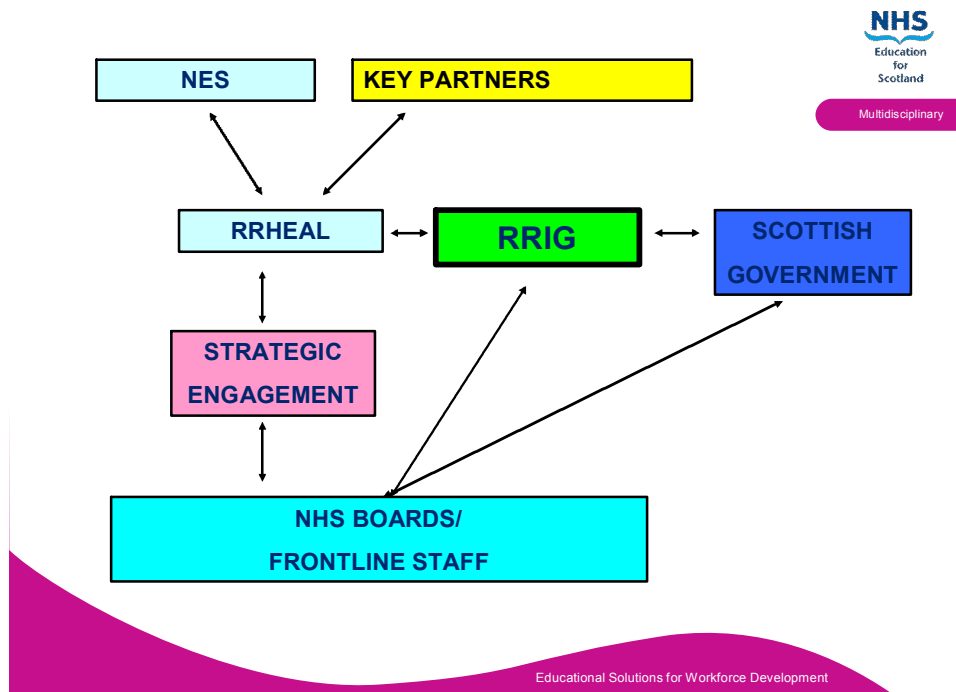 NHS
Education
for
Scotland
Multidisciplinary
NES
KEY PARTNERS
RRHEAL
RRIG
SCOTTISH
GOVERNMENT
STRATEGIC
ENGAGEMENT
NHS BOARDS/
FRONTLINE STAFF
Educational Solutions for Workforce Development